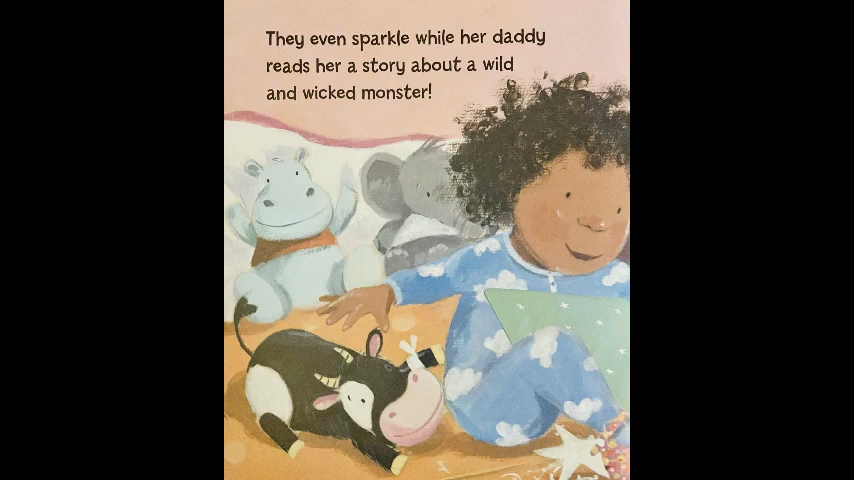 They even sparkle while her daddy
reads her a story about a wild
and wicked monster!